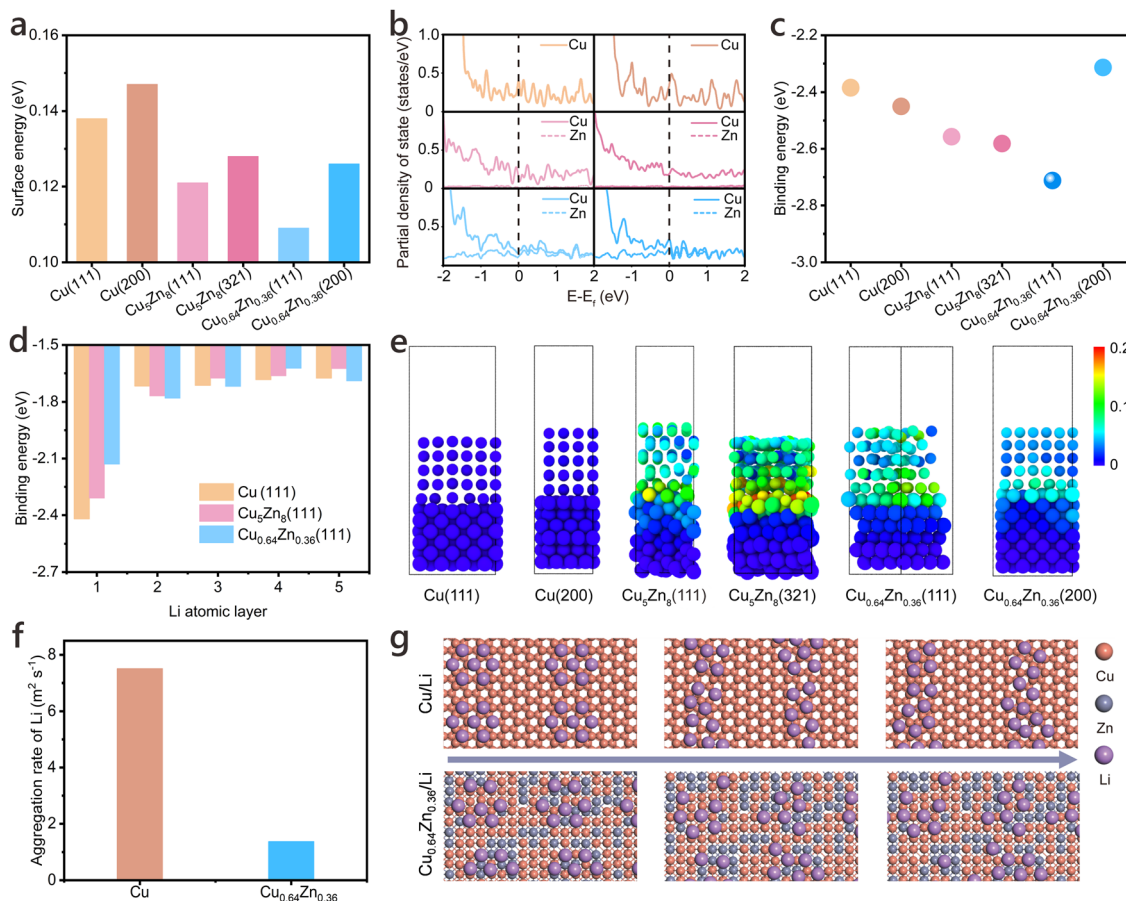 a
0.16
0.14
0.12
0.10
Surface energy (eV)
Cu(111)
Cu(200)
Cu5Zn8(111)
Cu5Zn8(321)
Cu0.64Zn0.36(111)
Cu0.64Zn0.36(200)
b
Partial density of state (states/eV)
1.0
0.5
0
0.5
0
0.5
Cu
Cu
Cu
Zn
Cu
Zn
Cu
Zn
Cu
Zn
-2 -1 0 1 2 -1 0 1 2
E-Ef (eV)
c
-2.2
-2.4
-2.6
-2.8
-3.0
Binding energy (eV)
Cu(111)
Cu(200)
Cu5Zn8(111)
Cu5Zn8(321)
Cu0.64Zn0.36(111)
Cu0.64Zn0.36(200)
d
-1.5
-1.8
-2.1
-2.4
-2.7
Binding energy (eV)
Cu (111)
Cu5Zn8(111)
Cu0.64Zn0.36(111)
1 2 3 4 5
Li atomic layer
e
0.2
0.1
0
Cu(111) Cu(200) Cu5Zn8(111) Cu5Zn8(321) Cu0.64Zn0.36(111) Cu0.64Zn0.36(200)
f
8
6
4
2
0
Aggregation rate of Li (m² s⁻¹)
Cu Cu0.64Zn0.36
g
Cu/Li
Cu0.64Zn0.36/Li
Cu
Zn
Li